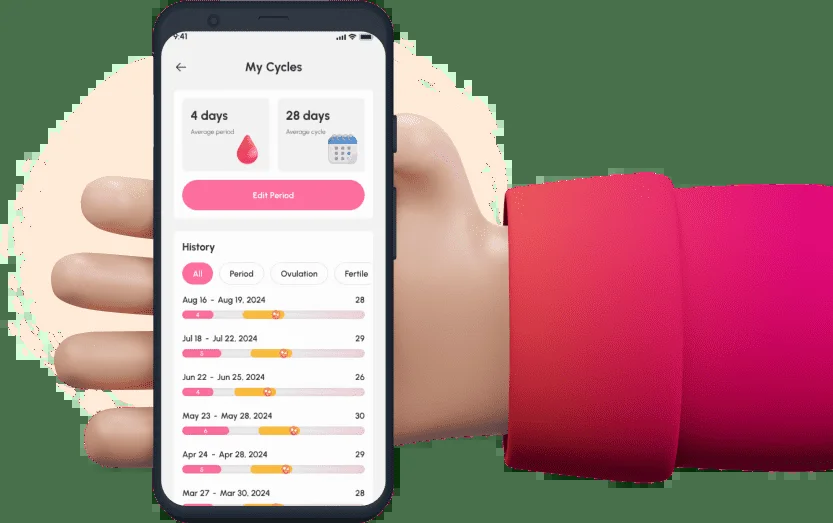 9:41
My Cycles
4 days
28 days
Average period
Average cycle
Edit Period
History
All
Period
Ovulation
Fertile
Aug 16 - Aug 19, 2024
28
4
Jul 18 - Jul 22, 2024
29
5
Jun 22 - Jun 25, 2024
26
4
May 23 - May 28, 2024
30
6
Apr 24 - Apr 28, 2024
29
5
Mar 27 - Mar 30, 2024
28